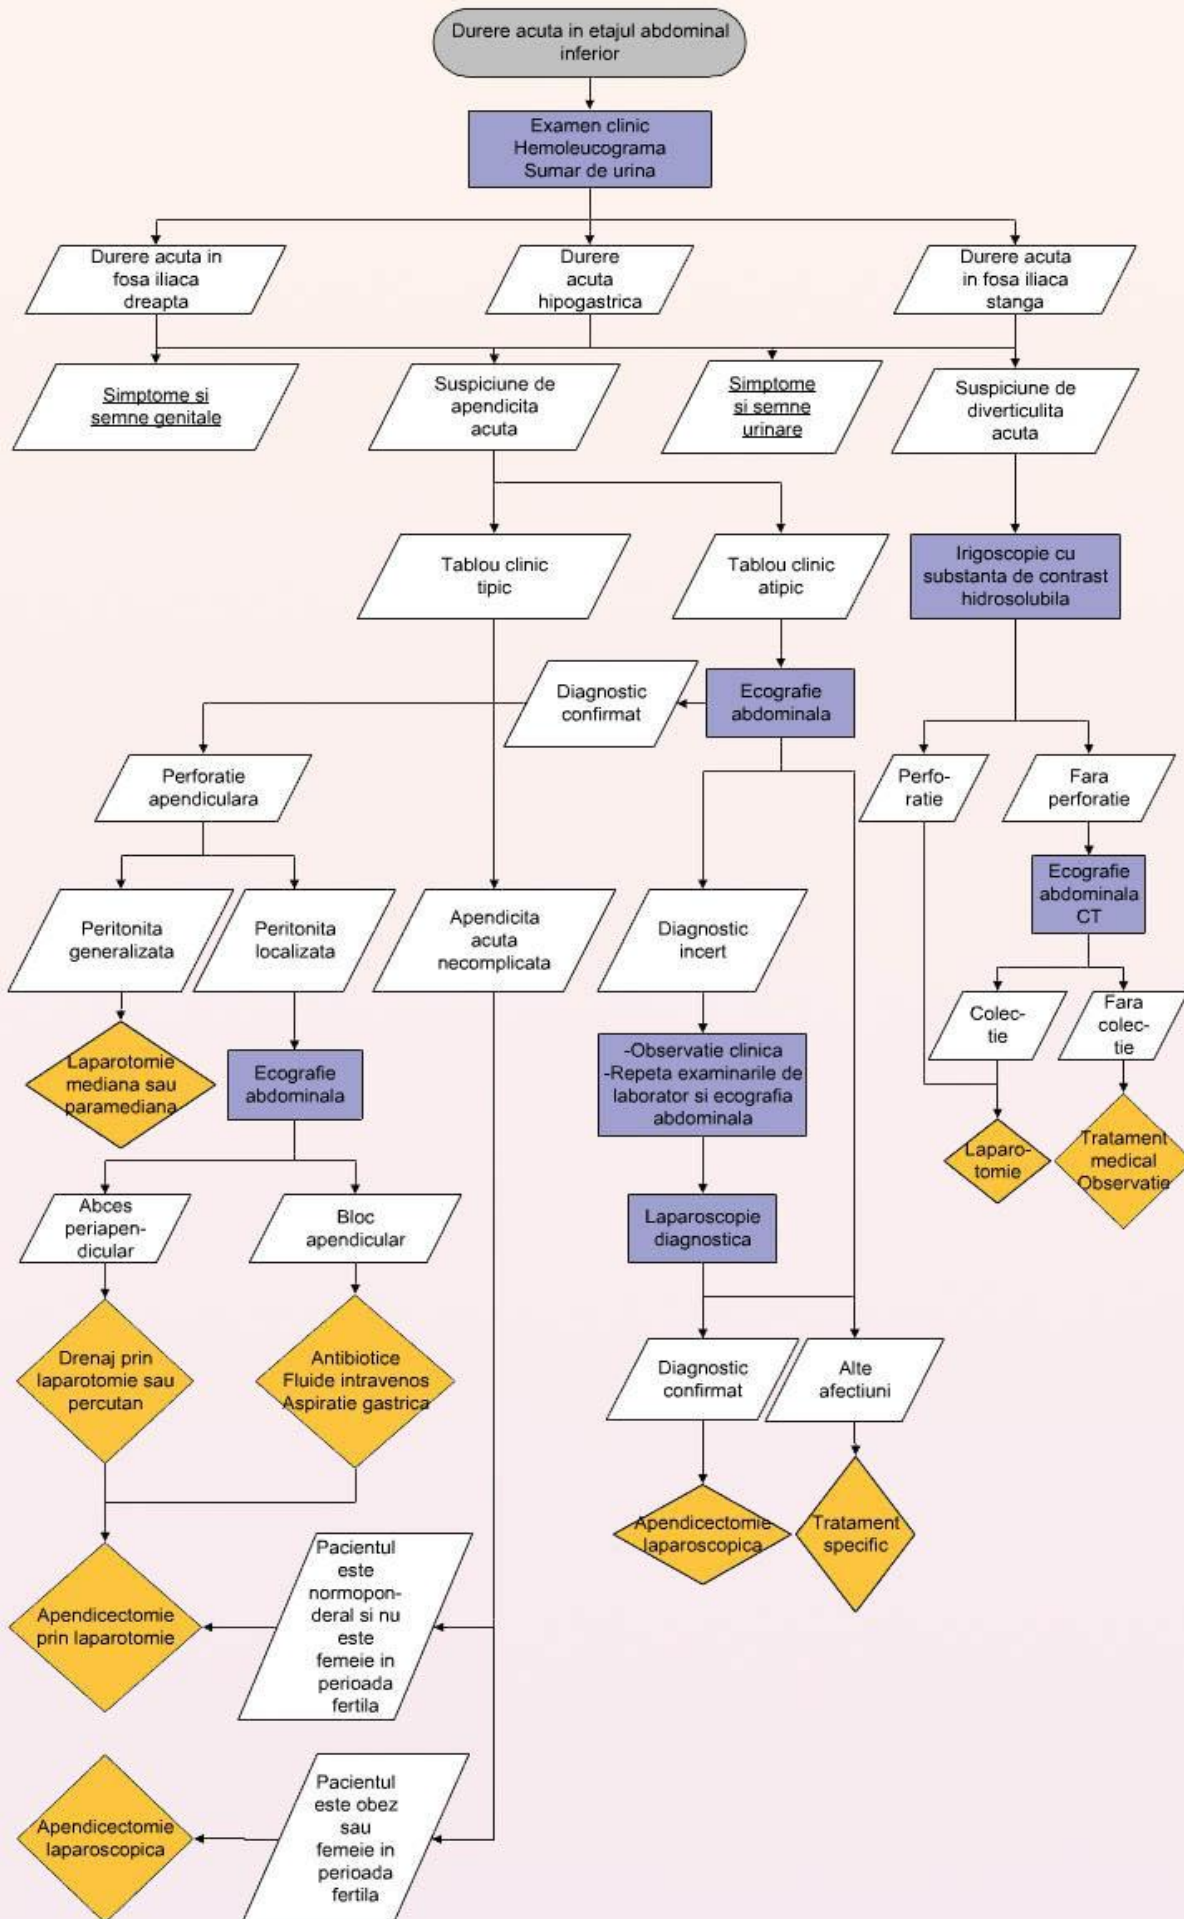 Durere acuta in etajul abdominal
inferior
Examen clinic
Hemoleucograma
Sumar de urina
Durere acuta in
fosa iliaca
dreapta
Durere
acuta
hipogastrica
Durere acuta
in fosa iliaca
stanga
Simptome si
semne genitale
Suspiciune de
apendicita
acuta
Simptome
si semne
urinare
Suspiciune de
diverticulita
acuta
Tablou clinic
tipic
Tablou clinic
atipic
Irigoscopie cu
substanta de contrast
hidrosolubila
Diagnostic
confirmat
Ecografie
abdominala
Perforatie
apendiculara
Perfo-
ratie
Fara
perforatie
Ecografie
abdominala
CT
Peritonita
generalizata
Peritonita
localizata
Apendicita
acuta
necomplicata
Diagnostic
incert
Colec-
tie
Fara
colec-
tie
Laparotomie
mediana sau
paramediana
Ecografie
abdominala
-Observatie clinica
-Repeta examinarile de
laborator si ecografia
abdominala
Laparo-
tomie
Tratament
medical
Observatie
Abces
periapen-
dicular
Bloc
apendicular
Laparoscopie
diagnostica
Drenaj prin
laparotomie sau
percutan
Antibiotice
Fluide intravenos
Aspiratie gastrica
Diagnostic
confirmat
Alte
afectiuni
Apendicectomie
laparoscopica
Tratament
specific
Apendicectomie
prin laparotomie
Pacientul
este
normopon-
deral si nu
este
femeie in
perioada
fertila
Apendicectomie
laparoscopica
Pacientul
este obez
sau
femeie in
perioada
fertila